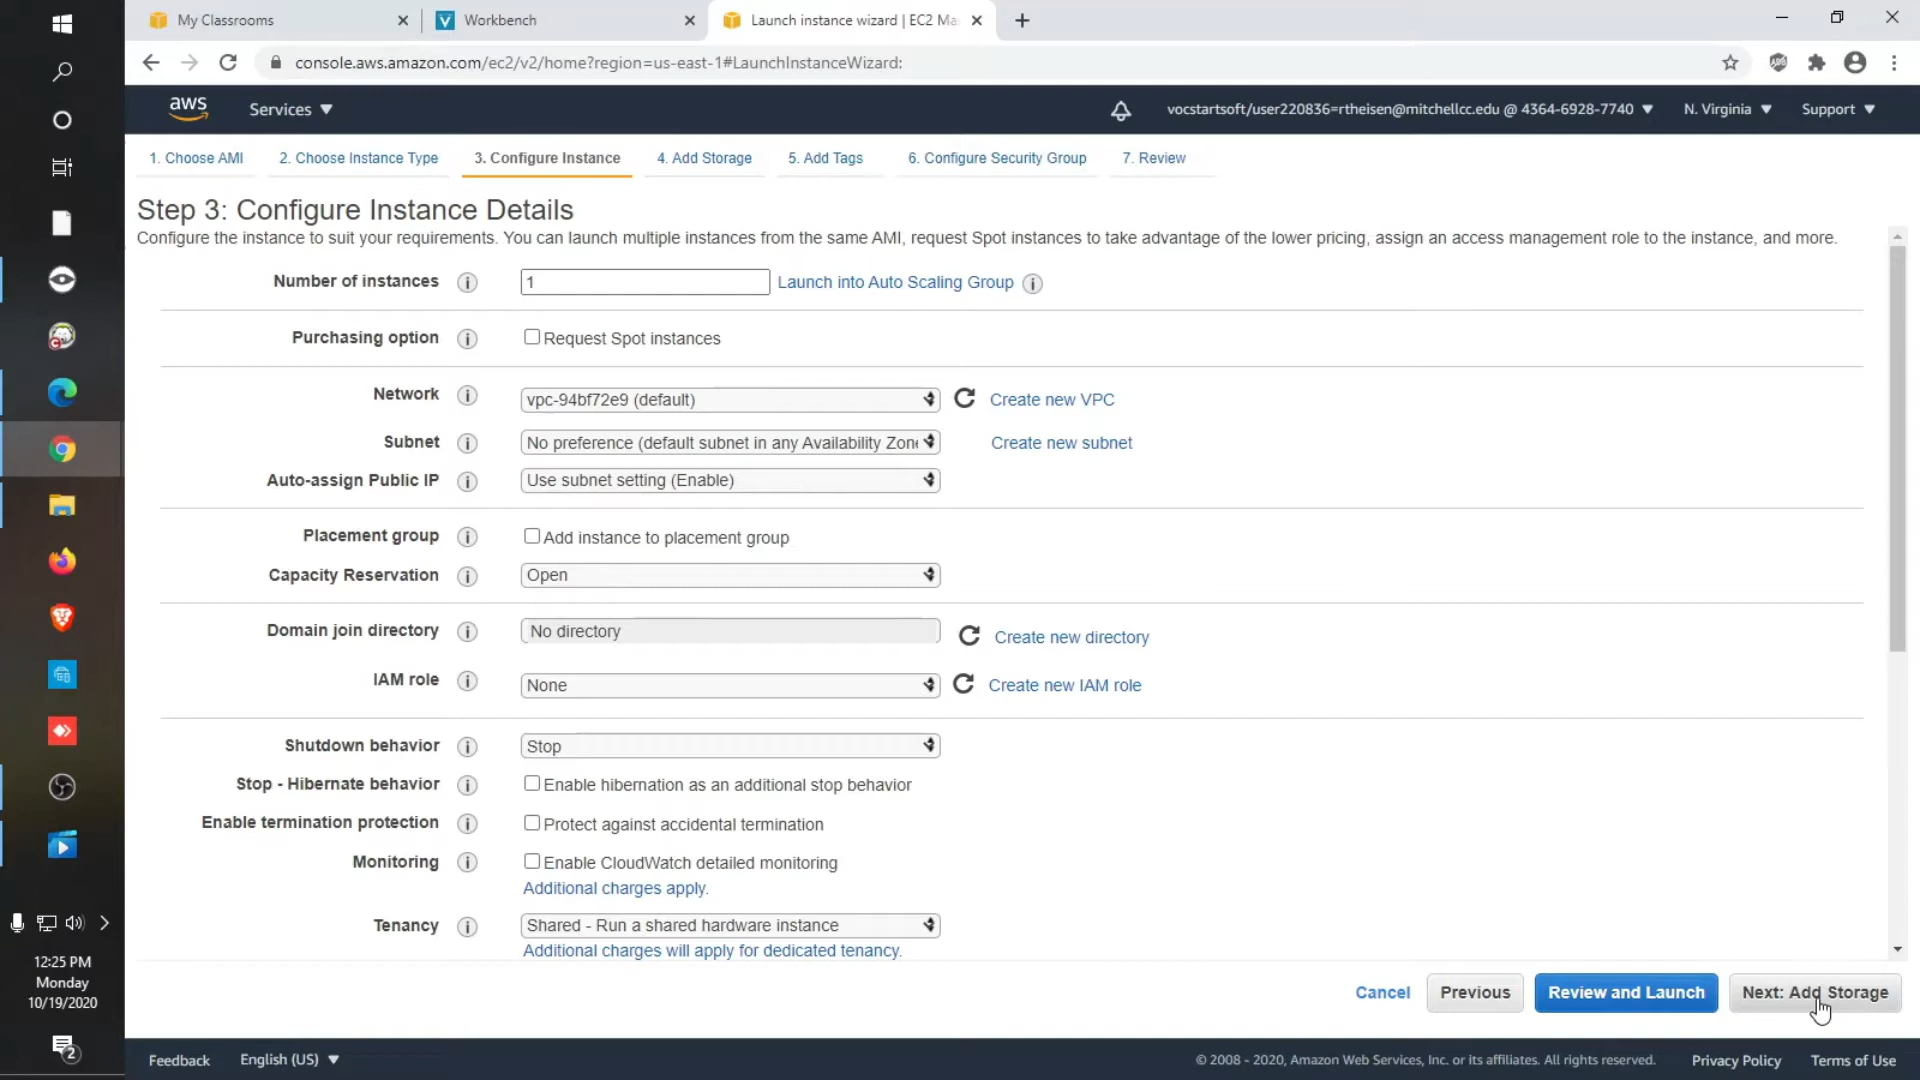 My Classrooms
Workbench
Launch instance wizard | EC2 Ma
console.aws.amazon.com/ec2/v2/home?region=us-east-1#LaunchInstanceWizard:
aws
Services
vocstartsoft/user220836=rtheisen@mitchellcc.edu @ 4364-6928-7740
N. Virginia
Support
1. Choose AMI
2. Choose Instance Type
3. Configure Instance
4. Add Storage
5. Add Tags
6. Configure Security Group
7. Review
Step 3: Configure Instance Details
Configure the instance to suit your requirements. You can launch multiple instances from the same AMI, request Spot instances to take advantage of the lower pricing, assign an access management role to the instance, and more.
Number of instances
1
Launch into Auto Scaling Group
Purchasing option
Request Spot instances
Network
vpc-94bf72e9 (default)
Create new VPC
Subnet
No preference (default subnet in any Availability Zone
Create new subnet
Auto-assign Public IP
Use subnet setting (Enable)
Placement group
Add instance to placement group
Capacity Reservation
Open
Domain join directory
No directory
Create new directory
IAM role
None
Create new IAM role
Shutdown behavior
Stop
Stop - Hibernate behavior
Enable hibernation as an additional stop behavior
Enable termination protection
Protect against accidental termination
Monitoring
Enable CloudWatch detailed monitoring
Additional charges apply.
Tenancy
Shared - Run a shared hardware instance
Additional charges will apply for dedicated tenancy.
Cancel
Previous
Review and Launch
Next: Add Storage
12:25 PM
Monday
10/19/2020
2
Feedback
English (US)
© 2008 - 2020, Amazon Web Services, Inc. or its affiliates. All rights reserved.
Privacy Policy
Terms of Use